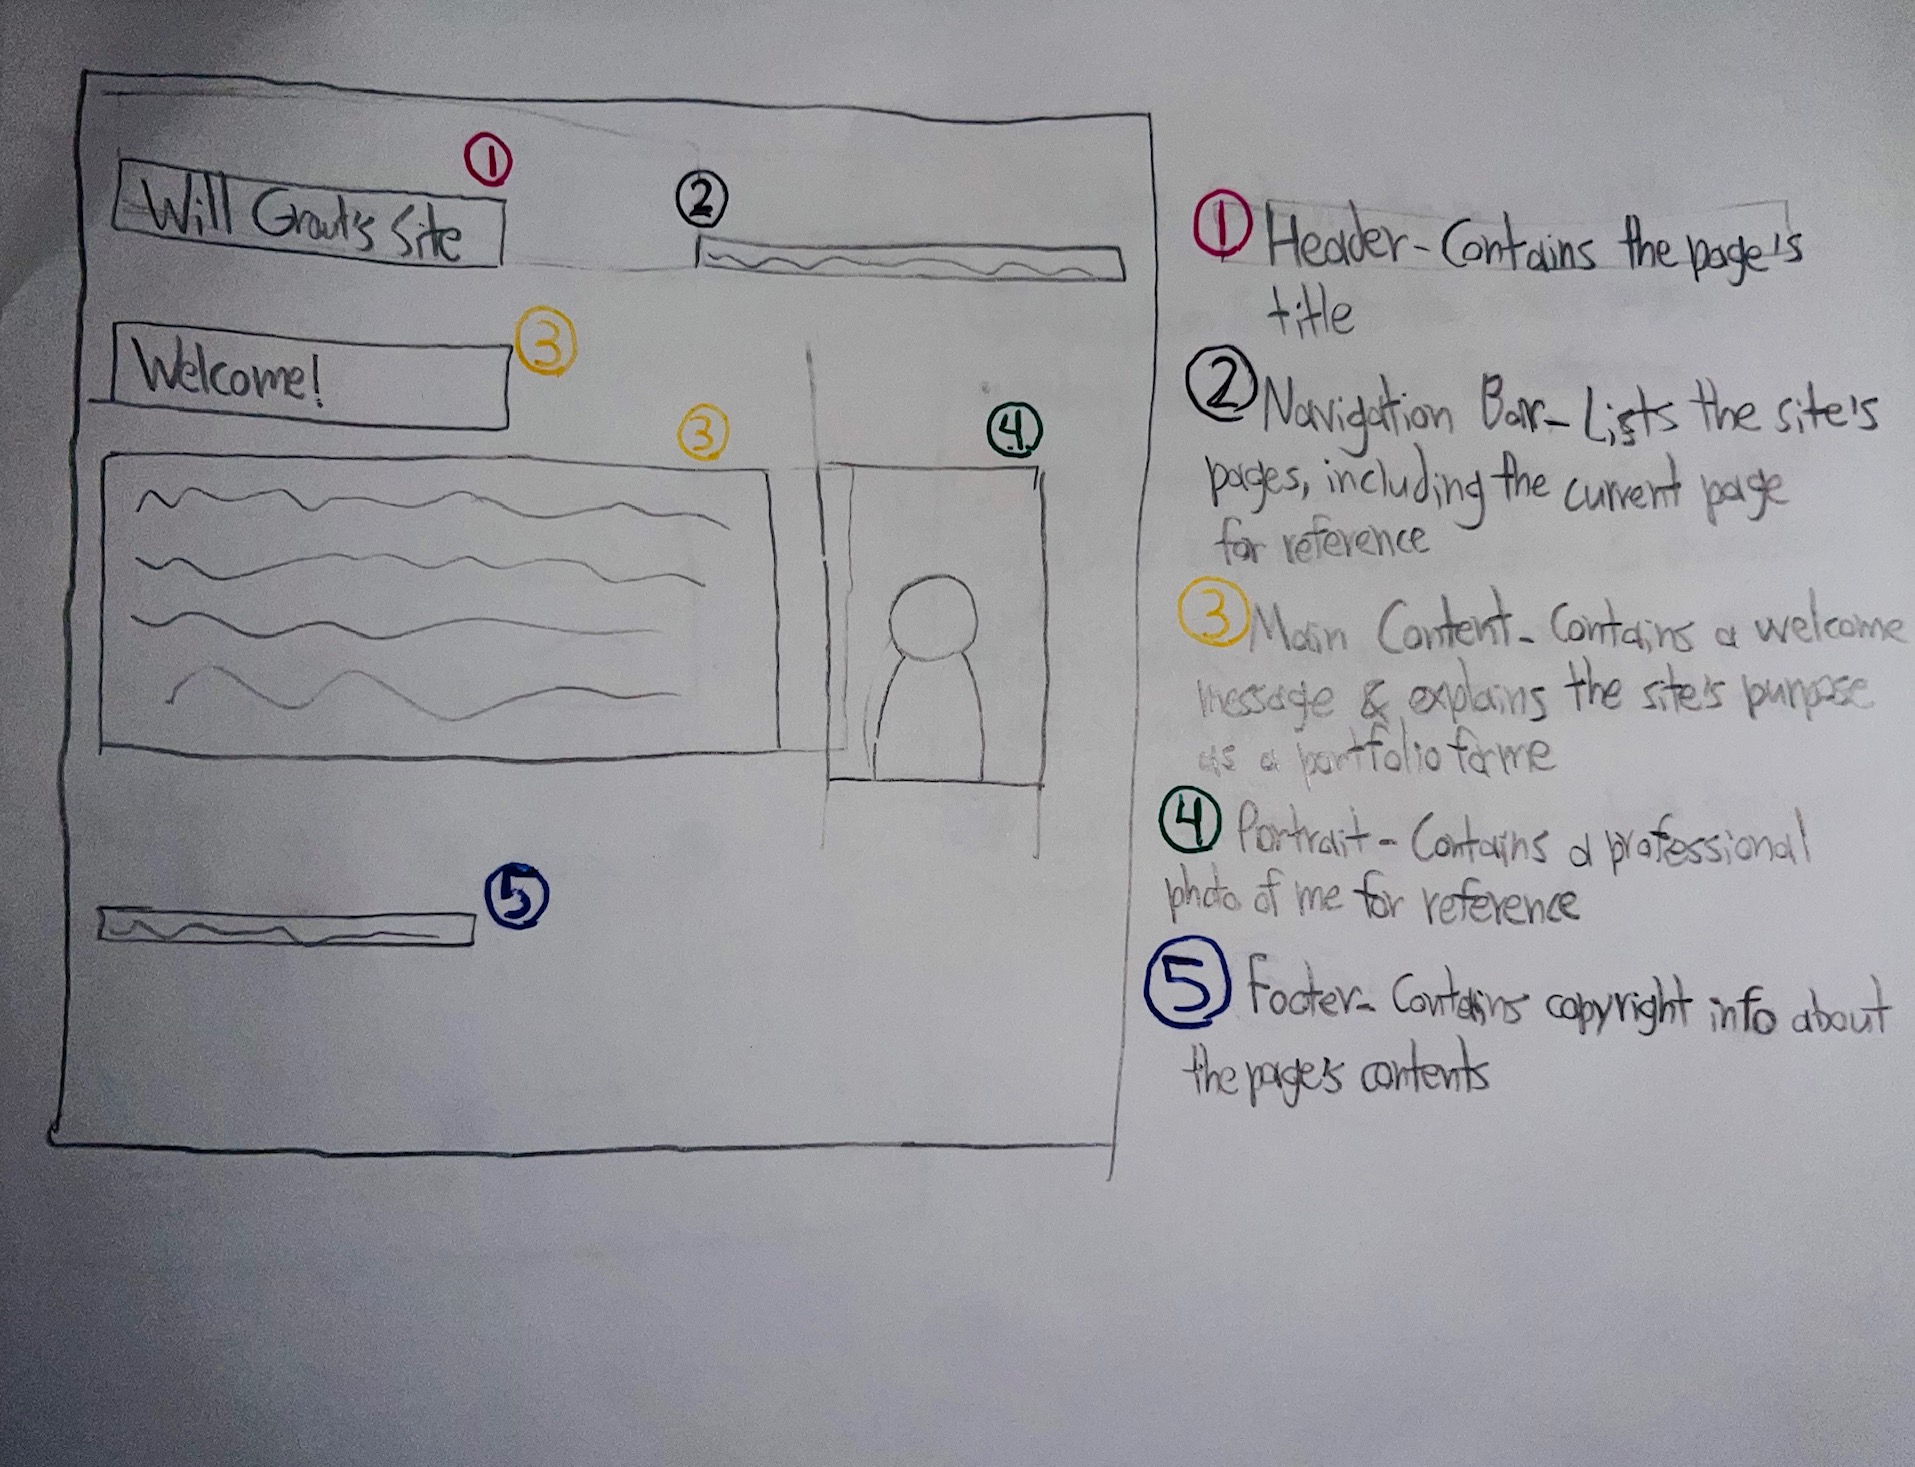 ①
Will Grout's Site
②
Welcome!
③
③
④
⑤
① Header - Contains the page's
title
② Navigation Bar - Lists the site's
pages, including the current page
for reference
③ Main Content - Contains a welcome
message & explains the site's purpose
as a portfolio for me
④ Portrait - Contains a professional
photo of me for reference
⑤ Footer - Contains copyright info about
the page's contents